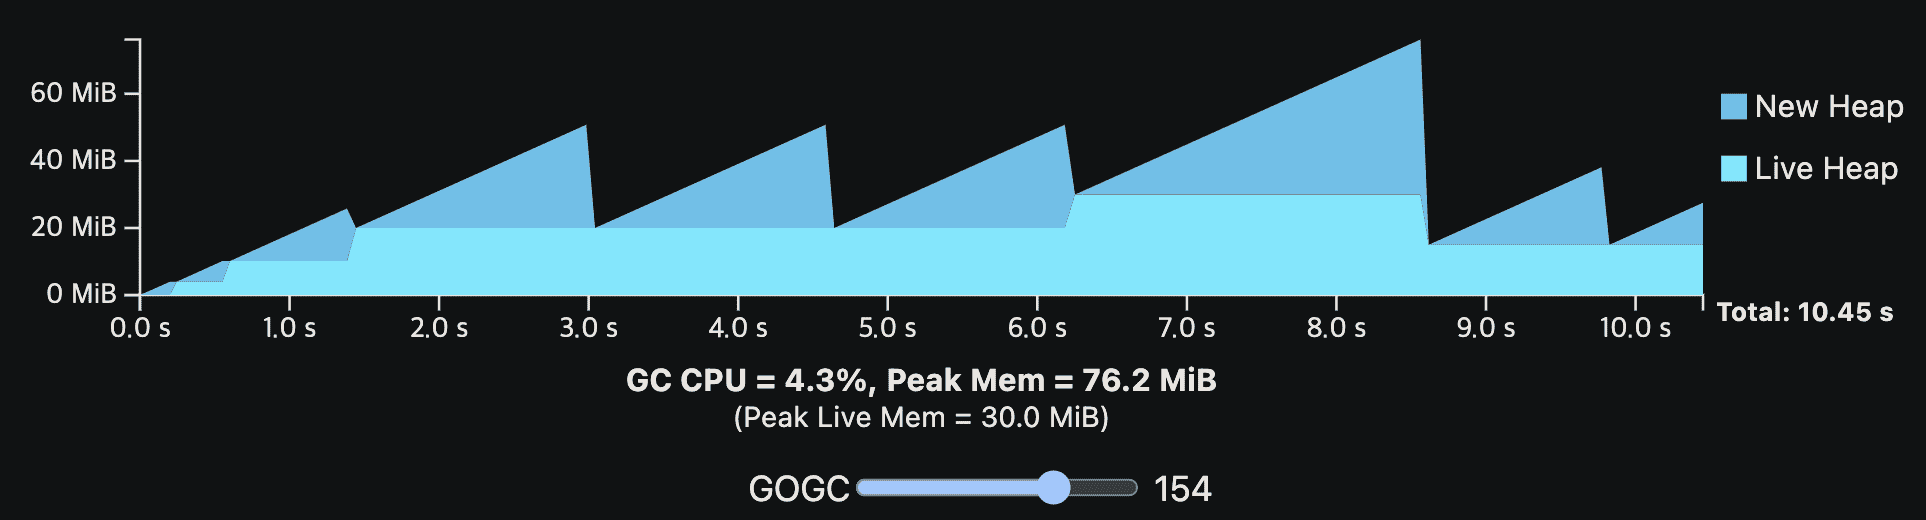 60 MiB
40 MiB
20 MiB
0 MiB
0.0 s 1.0 s 2.0 s 3.0 s 4.0 s 5.0 s 6.0 s 7.0 s 8.0 s 9.0 s 10.0 s
New Heap
Live Heap
Total: 10.45 s
GC CPU = 4.3%, Peak Mem = 76.2 MiB
(Peak Live Mem = 30.0 MiB)
GOGC 154